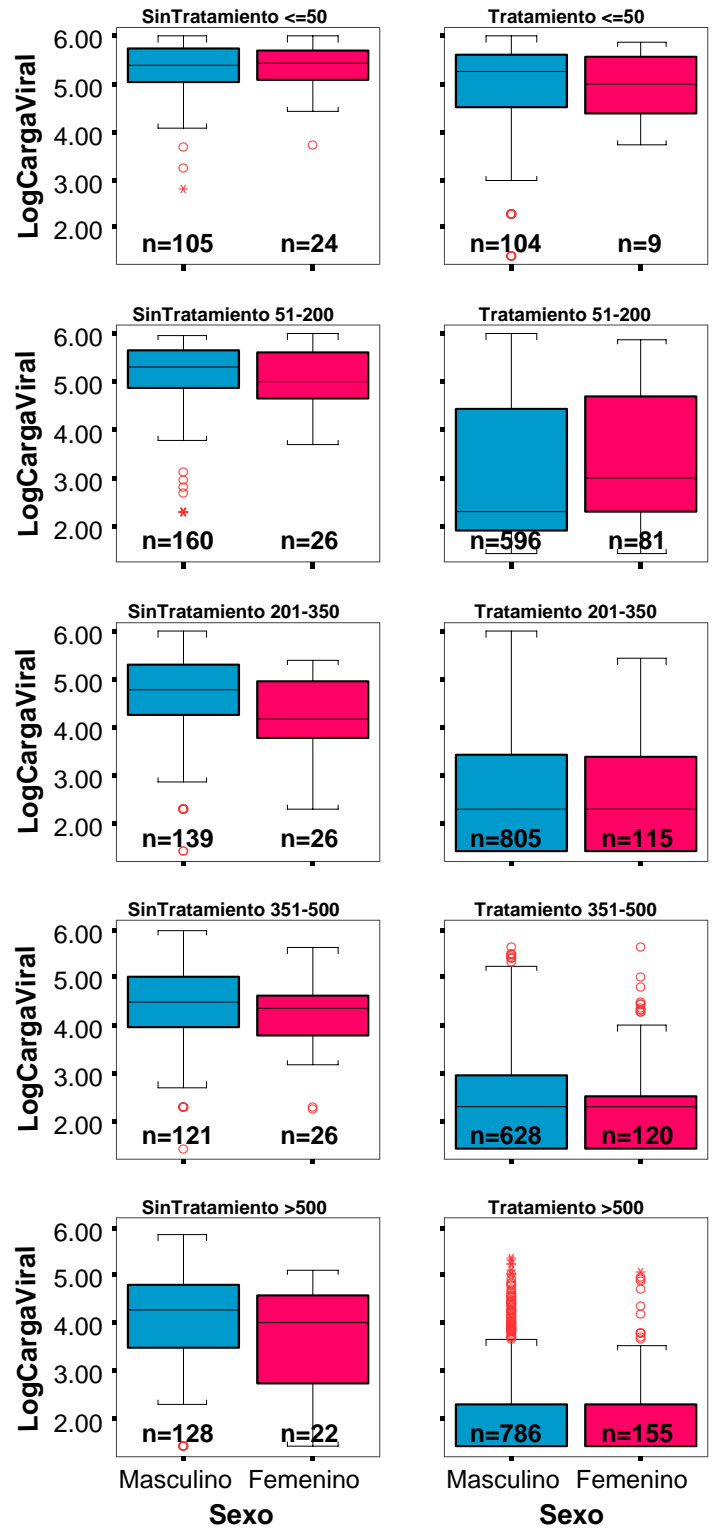 SinTratamiento <=50
Tratamiento <=50
LogCargaViral
6.00
5.00
4.00
3.00
2.00
n=105
n=24
n=104
n=9
SinTratamiento 51-200
Tratamiento 51-200
LogCargaViral
6.00
5.00
4.00
3.00
2.00
n=160
n=26
n=596
n=81
SinTratamiento 201-350
Tratamiento 201-350
LogCargaViral
6.00
5.00
4.00
3.00
2.00
n=139
n=26
n=805
n=115
SinTratamiento 351-500
Tratamiento 351-500
LogCargaViral
6.00
5.00
4.00
3.00
2.00
n=121
n=26
n=628
n=120
SinTratamiento >500
Tratamiento >500
LogCargaViral
6.00
5.00
4.00
3.00
2.00
n=128
n=22
n=786
n=155
Masculino Femenino
Masculino Femenino
Sexo
Sexo